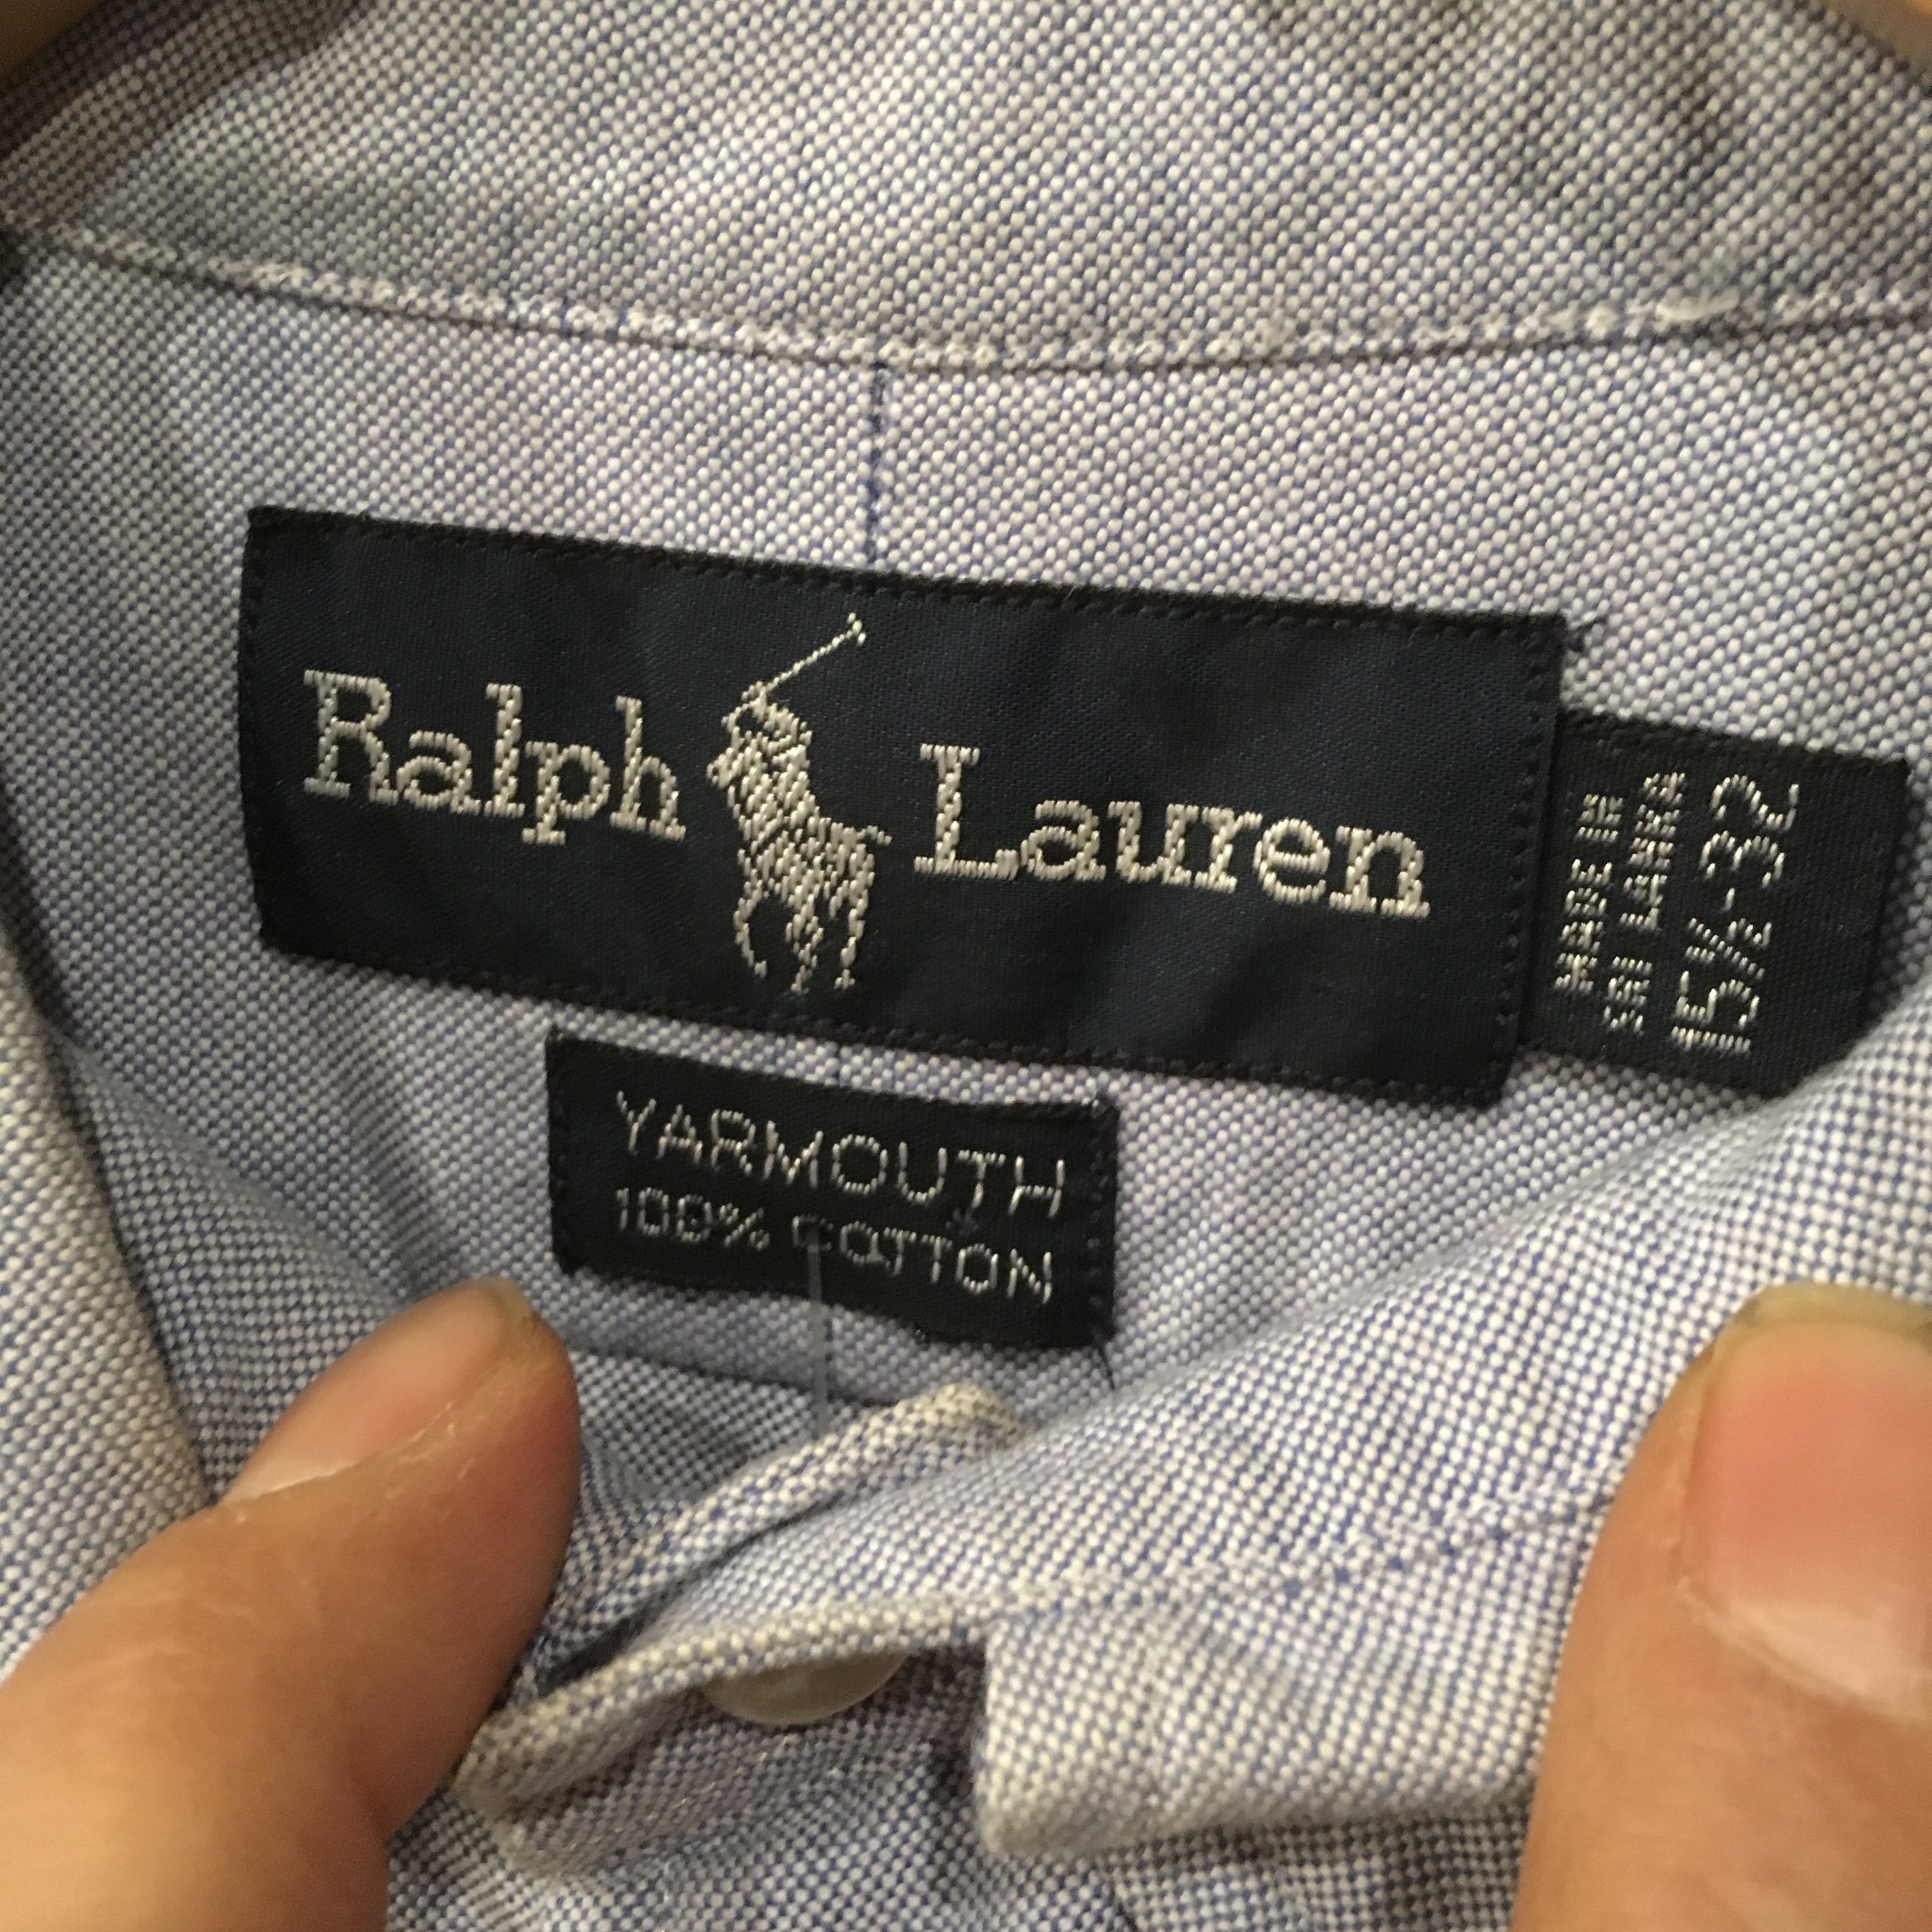 Ralph Lauren
MADE IN
SRI LANKA
15½-32
YARMOUTH
100% COTTON